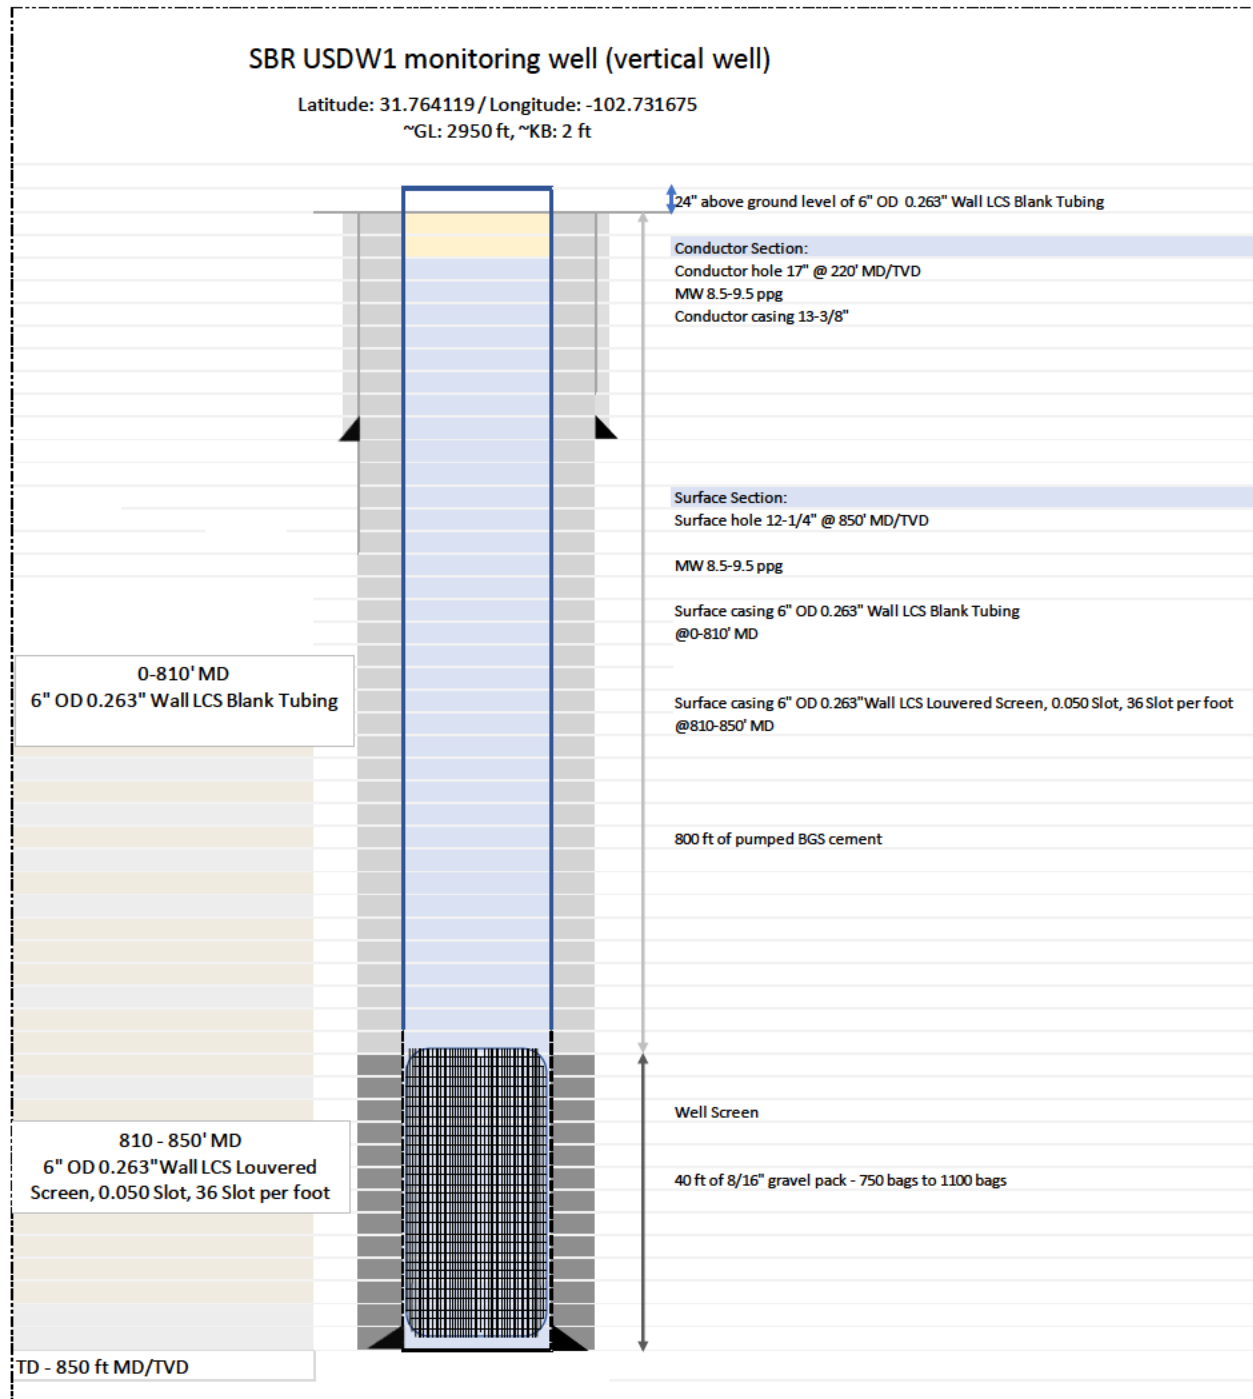 SBR USDW1 monitoring well (vertical well)
Latitude: 31.764119 / Longitude: -102.731675
~GL: 2950 ft, ~KB: 2 ft
24" above ground level of 6" OD 0.263" Wall LCS Blank Tubing
Conductor Section:
Conductor hole 17" @ 220' MD/TVD
MW 8.5-9.5 ppg
Conductor casing 13-3/8"
Surface Section:
Surface hole 12-1/4" @ 850' MD/TVD
MW 8.5-9.5 ppg
Surface casing 6" OD 0.263" Wall LCS Blank Tubing
@0-810' MD
0-810' MD
6" OD 0.263" Wall LCS Blank Tubing
Surface casing 6" OD 0.263"Wall LCS Louvered Screen, 0.050 Slot, 36 Slot per foot
@810-850' MD
800 ft of pumped BGS cement
Well Screen
810 - 850' MD
6" OD 0.263"Wall LCS Louvered
Screen, 0.050 Slot, 36 Slot per foot
40 ft of 8/16" gravel pack - 750 bags to 1100 bags
TD - 850 ft MD/TVD